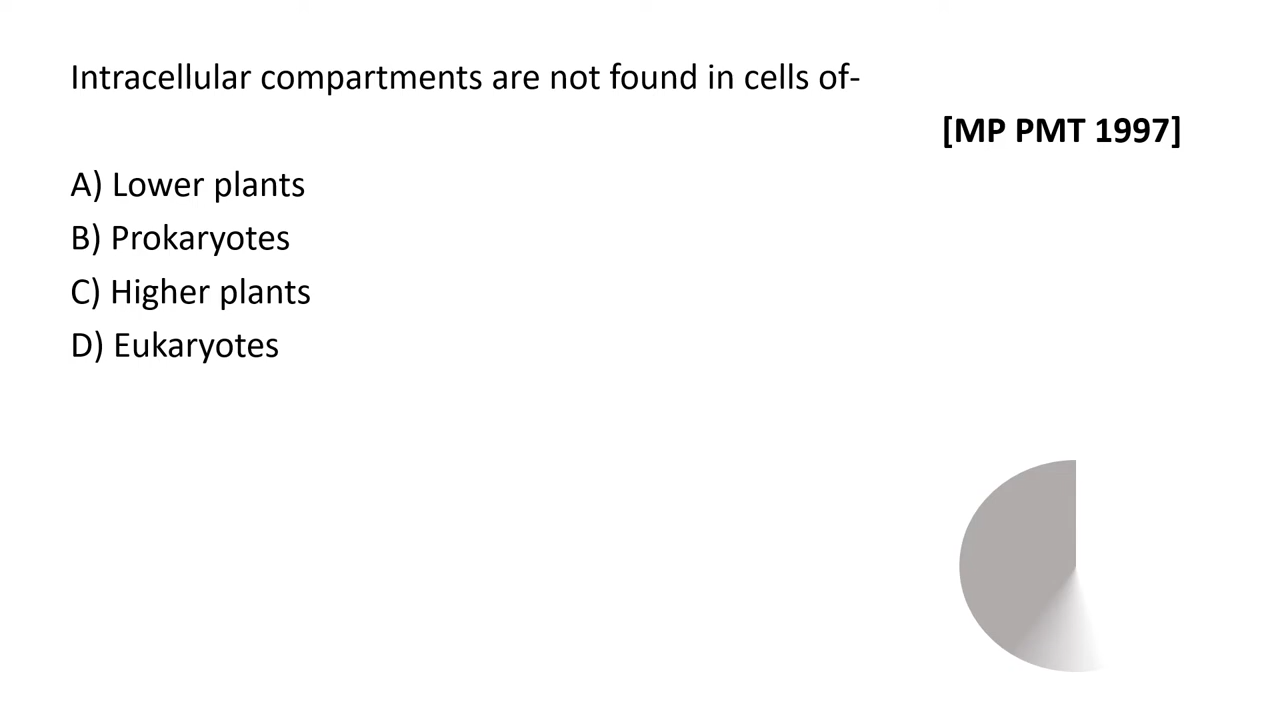 Intracellular compartments are not found in cells of-
[MP PMT 1997]
A) Lower plants
B) Prokaryotes
C) Higher plants
D) Eukaryotes